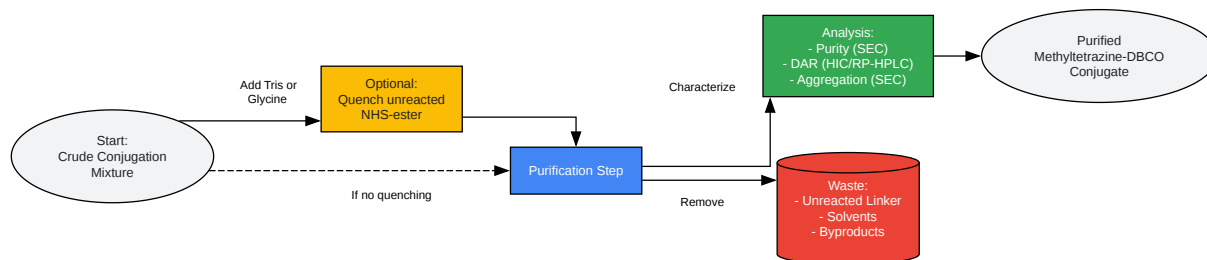 Start:
Crude Conjugation
Mixture
Add Tris or
Glycine
Optional:
Quench unreacted
NHS-ester
If no quenching
Purification Step
Characterize
Remove
Analysis:
- Purity (SEC)
- DAR (HIC/RP-HPLC)
- Aggregation (SEC)
Waste:
- Unreacted Linker
- Solvents
- Byproducts
Purified
Methyltetrazine-DBCO
Conjugate